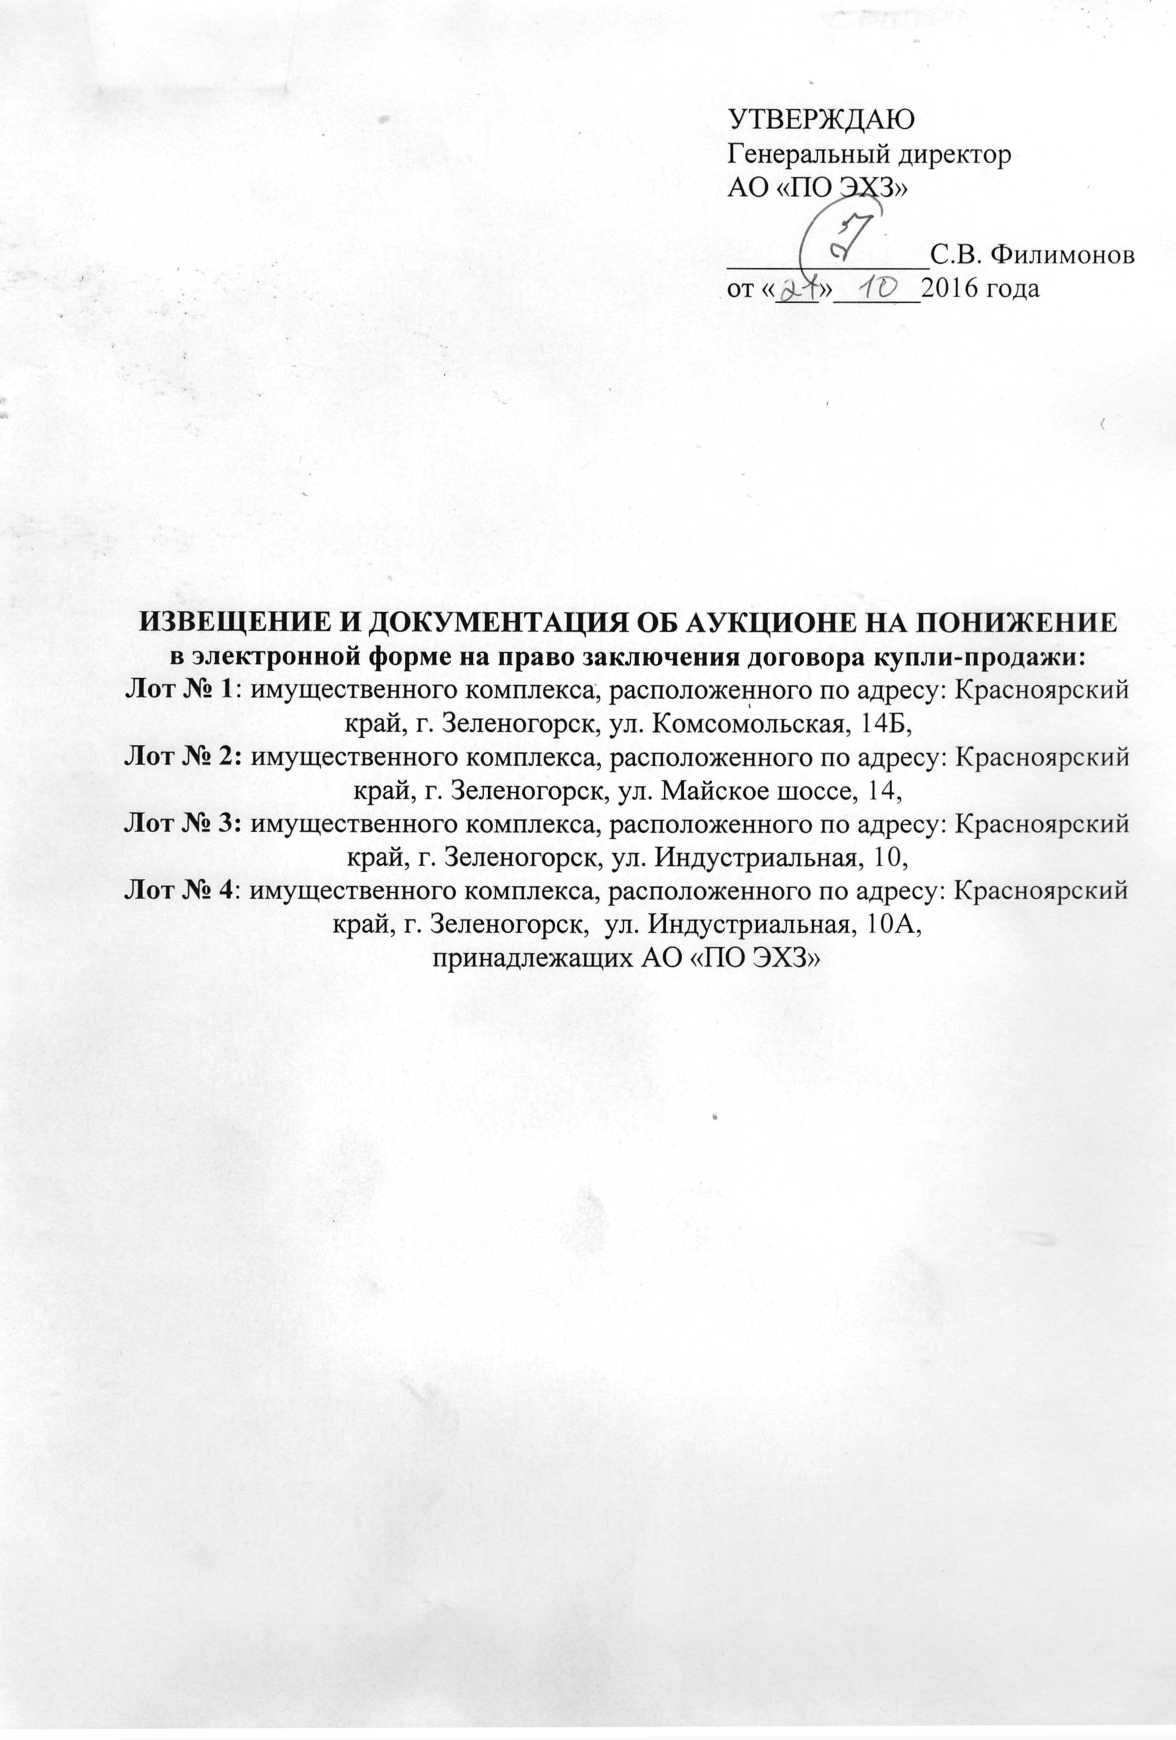 УТВЕРЖДАЮ
Генеральный директор
АО «ПО ЭХЗ»
______________С.В. Филимонов
от «___»  10  2016 года
ИЗВЕЩЕНИЕ И ДОКУМЕНТАЦИЯ ОБ АУКЦИОНЕ НА ПОНИЖЕНИЕ
в электронной форме на право заключения договора купли-продажи:
Лот № 1: имущественного комплекса, расположенного по адресу: Красноярский
край, г. Зеленогорск, ул. Комсомольская, 14Б,
Лот № 2: имущественного комплекса, расположенного по адресу: Красноярский
край, г. Зеленогорск, ул. Майское шоссе, 14,
Лот № 3: имущественного комплекса, расположенного по адресу: Красноярский
край, г. Зеленогорск, ул. Индустриальная, 10,
Лот № 4: имущественного комплекса, расположенного по адресу: Красноярский
край, г. Зеленогорск,  ул. Индустриальная, 10А,
принадлежащих АО «ПО ЭХЗ»